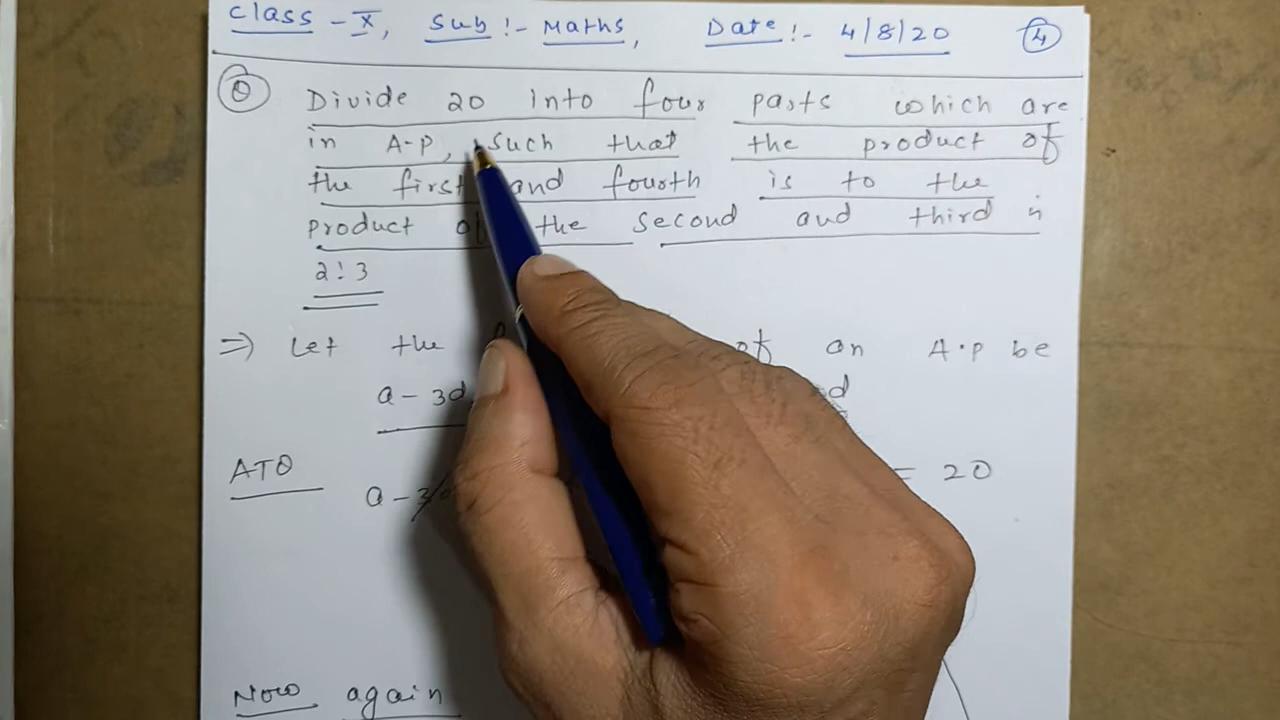 Class - X, Sub :- Maths, Date :- 4/8/20 4
Q Divide 20 into four parts which are
in A-P, such that the product of
the first and fourth is to the
product of the second and third is
2:3
=> Let the of an A.P be
a - 3d, d
ATQ
a - 3d = 20
Now again